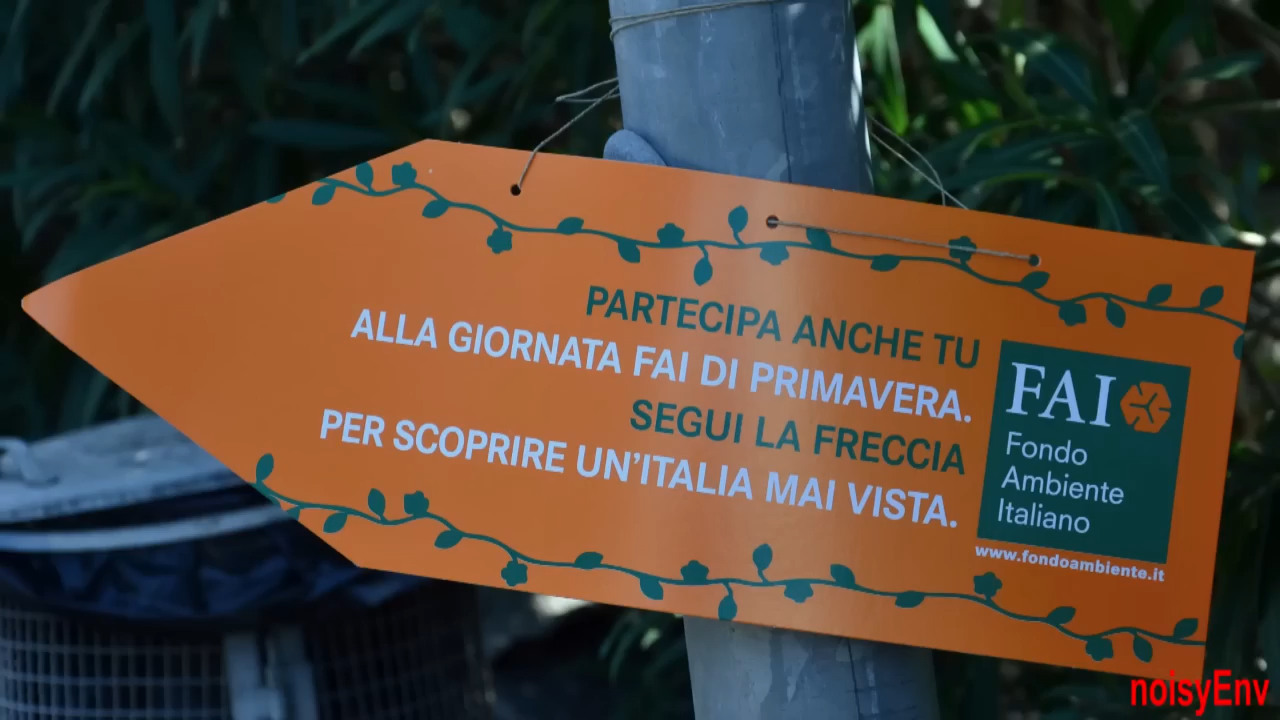 PARTECIPA ANCHE TU
ALLA GIORNATA FAI DI PRIMAVERA.
SEGUI LA FRECCIA
PER SCOPRIRE UN'ITALIA MAI VISTA.
FAI
Fondo
Ambiente
Italiano
www.fondoambiente.it
noisyEnv